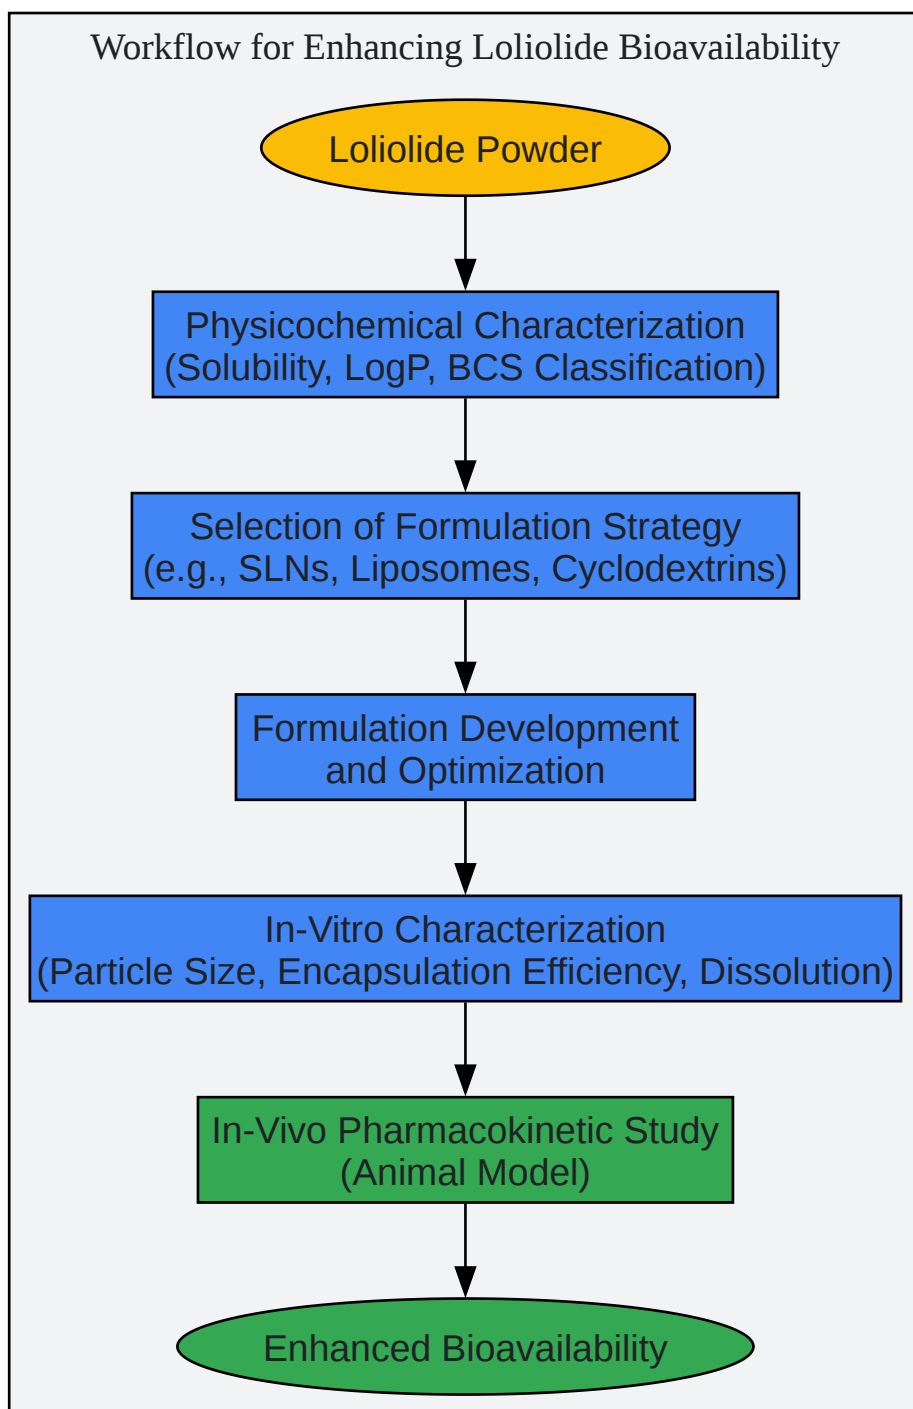 Workflow for Enhancing Loliolide Bioavailability
Loliolide Powder
Physicochemical Characterization
(Solubility, LogP, BCS Classification)
Selection of Formulation Strategy
(e.g., SLNs, Liposomes, Cyclodextrins)
Formulation Development
and Optimization
In-Vitro Characterization
(Particle Size, Encapsulation Efficiency, Dissolution)
In-Vivo Pharmacokinetic Study
(Animal Model)
Enhanced Bioavailability